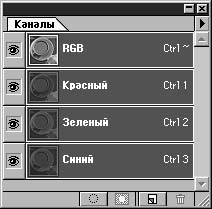 Каналы
RGB Ctrl ~
Красный Ctrl 1
Зеленый Ctrl 2
Синий Ctrl 3